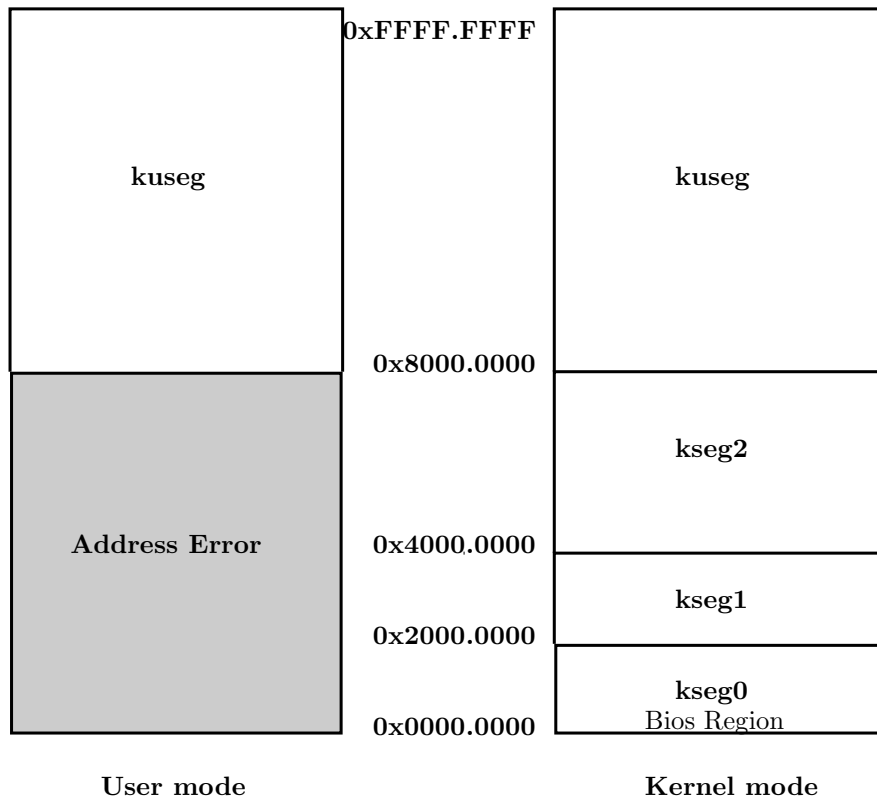 0xFFFF.FFFF
kuseg
kuseg
0x8000.0000
kseg2
Address Error
0x4000.0000
kseg1
0x2000.0000
kseg0
0x0000.0000
Bios Region
User mode
Kernel mode